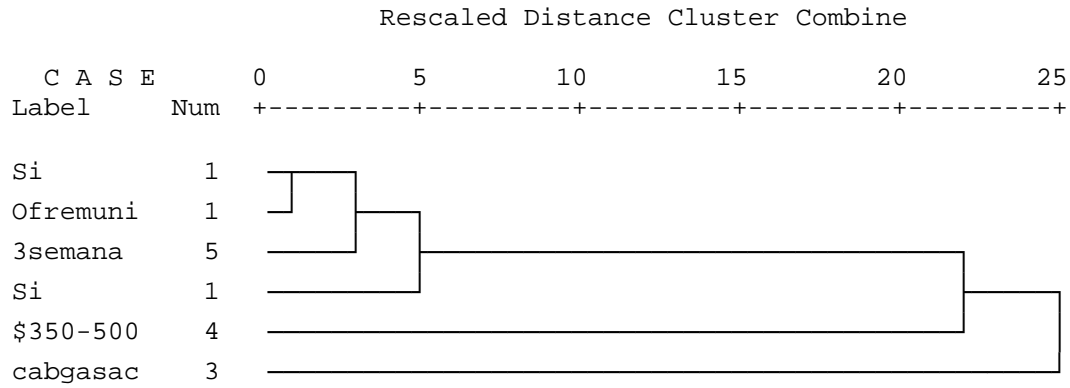 Rescaled Distance Cluster Combine
C A S E 0 5 10 15 20 25
Label Num +---------+---------+---------+---------+---------+
Si 1
Ofremuni 1
3semana 5
Si 1
$350-500 4
cabgasac 3